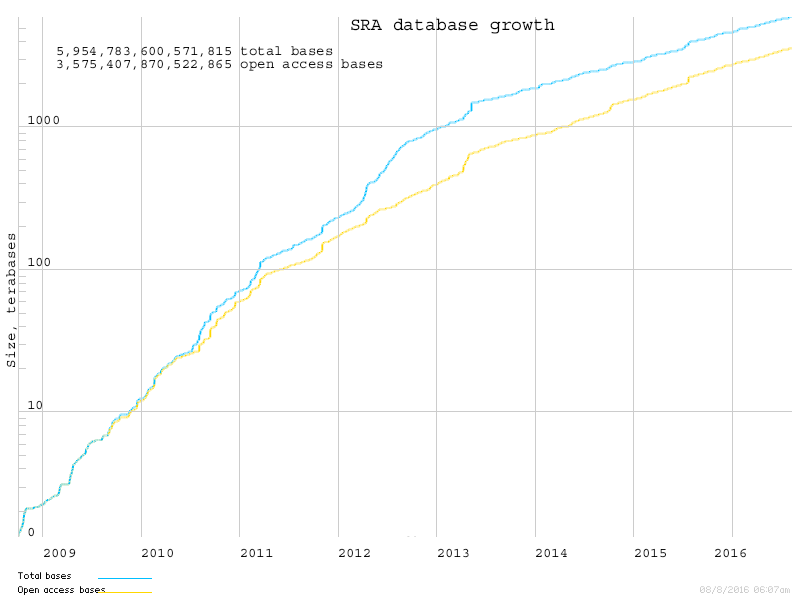 SRA database growth
5,954,783,600,571,815 total bases
3,575,407,870,522,865 open access bases
1000
100
10
0
Size, terabases
2009 2010 2011 2012 2013 2014 2015 2016
Total bases
Open access bases
08/8/2016 06:07am